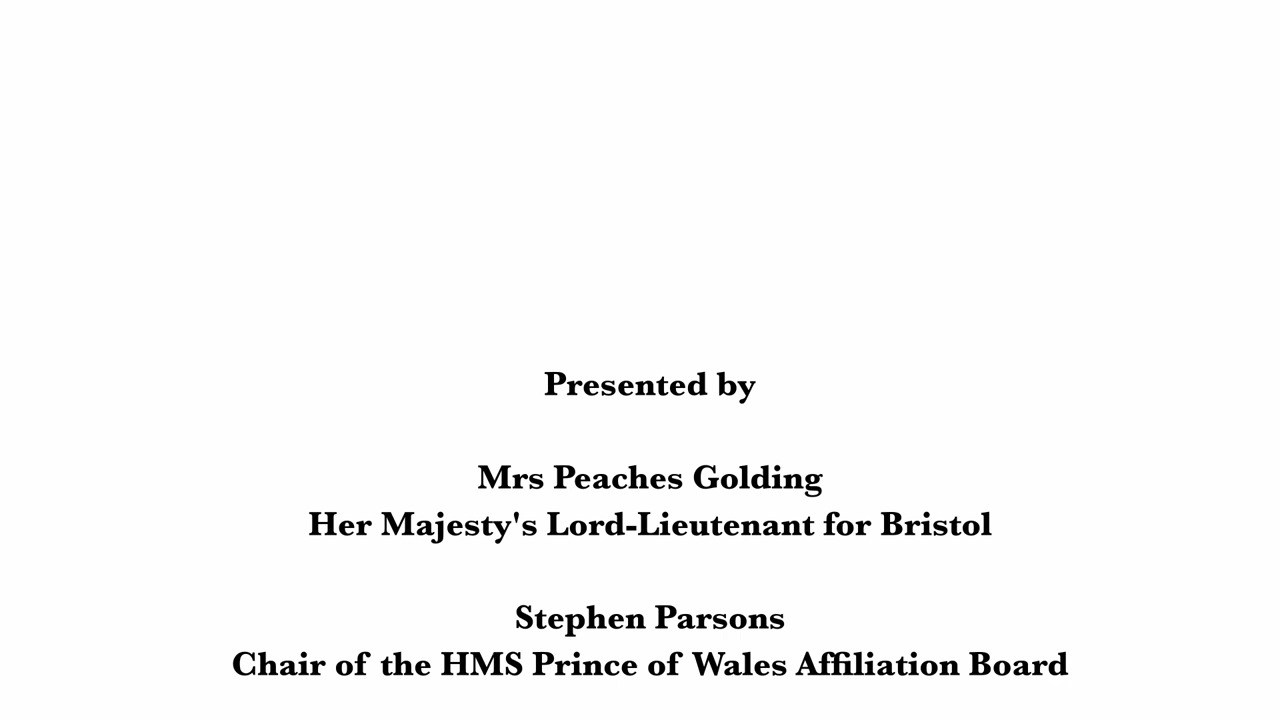 Presented by
Mrs Peaches Golding
Her Majesty's Lord-Lieutenant for Bristol
Stephen Parsons
Chair of the HMS Prince of Wales Affiliation Board